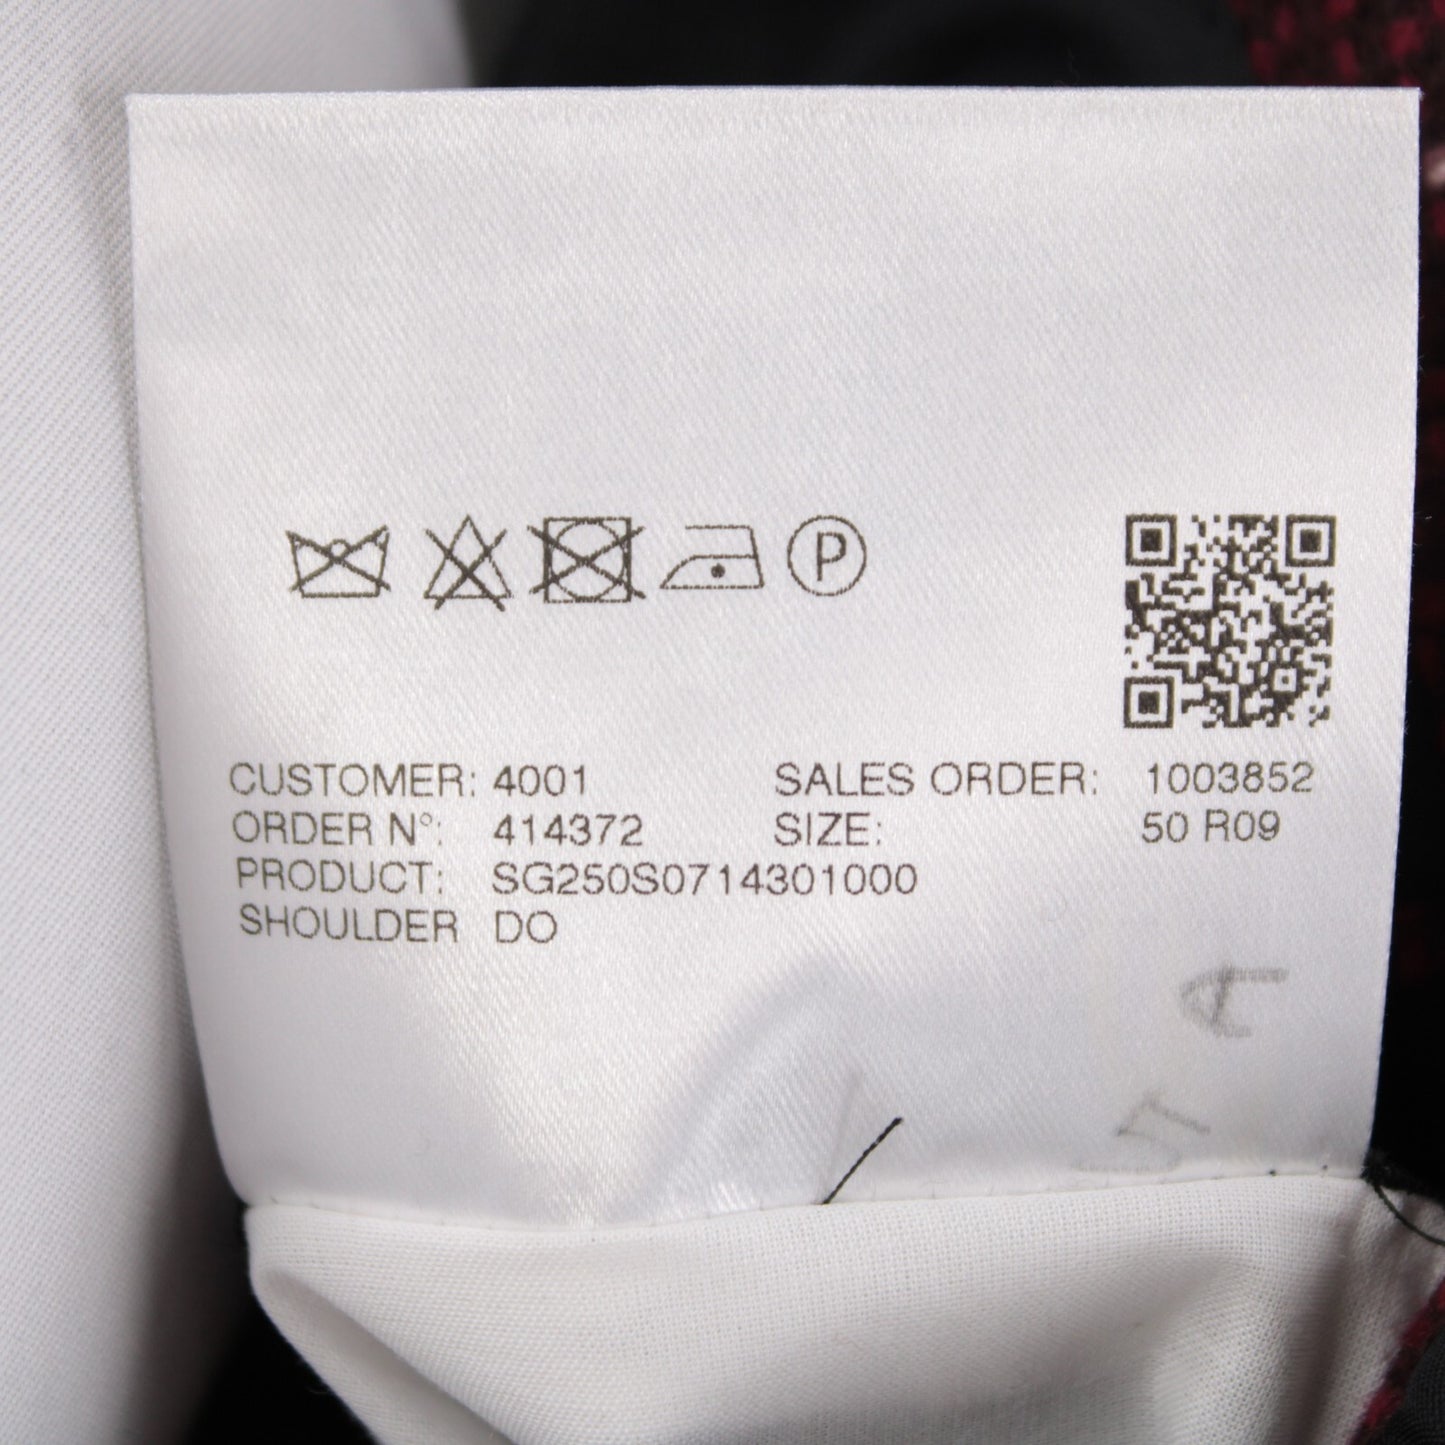 P
CUSTOMER: 4001 SALES ORDER: 1003852
ORDER N°: 414372 SIZE: 50 R09
PRODUCT: SG250S0714301000
SHOULDER DO
A